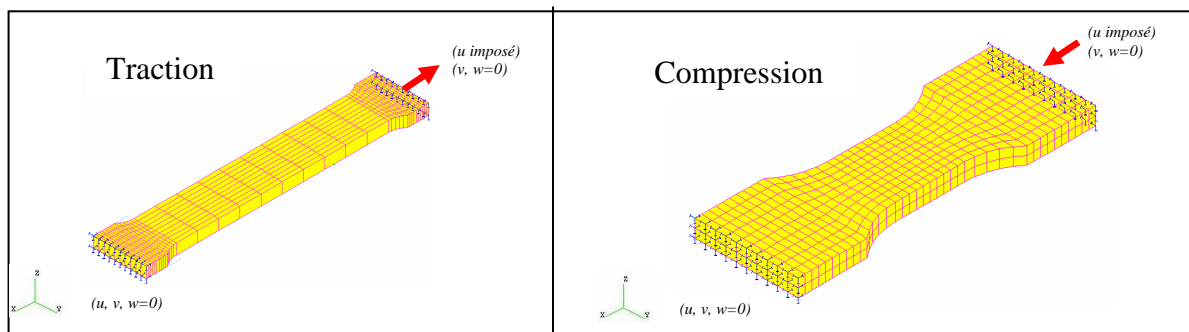 Traction
(u imposé)
(v, w=0)
(u, v, w=0)
Z
X
Y
Compression
(u imposé)
(v, w=0)
(u, v, w=0)
Z
X
Y